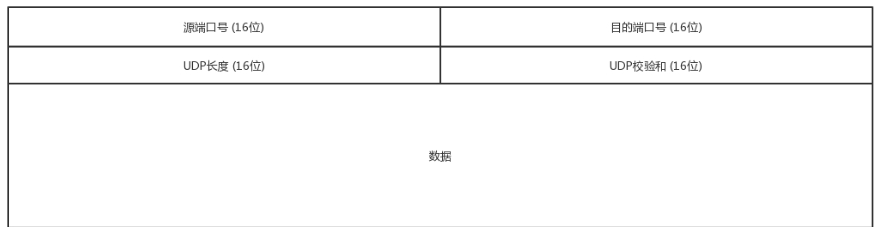 源端口号 (16位)
目的端口号 (16位)
UDP长度 (16位)
UDP校验和 (16位)
数据